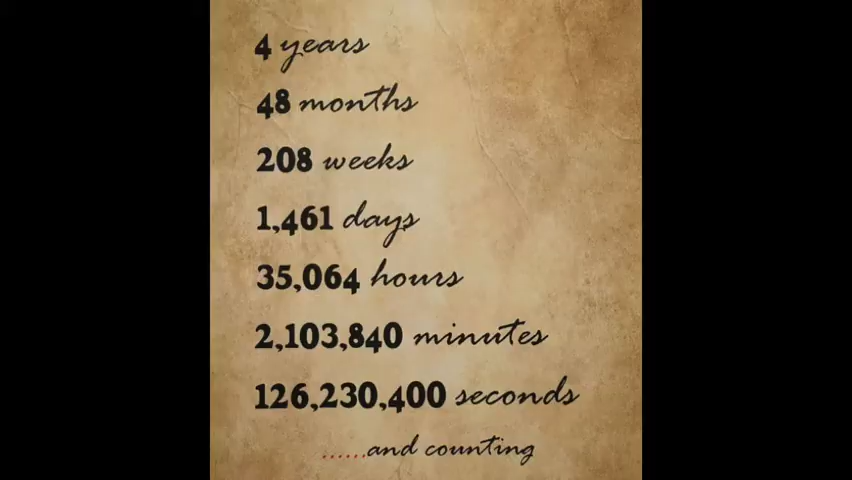 4 years
48 months
208 weeks
1,461 days
35,064 hours
2,103,840 minutes
126,230,400 seconds
......and counting